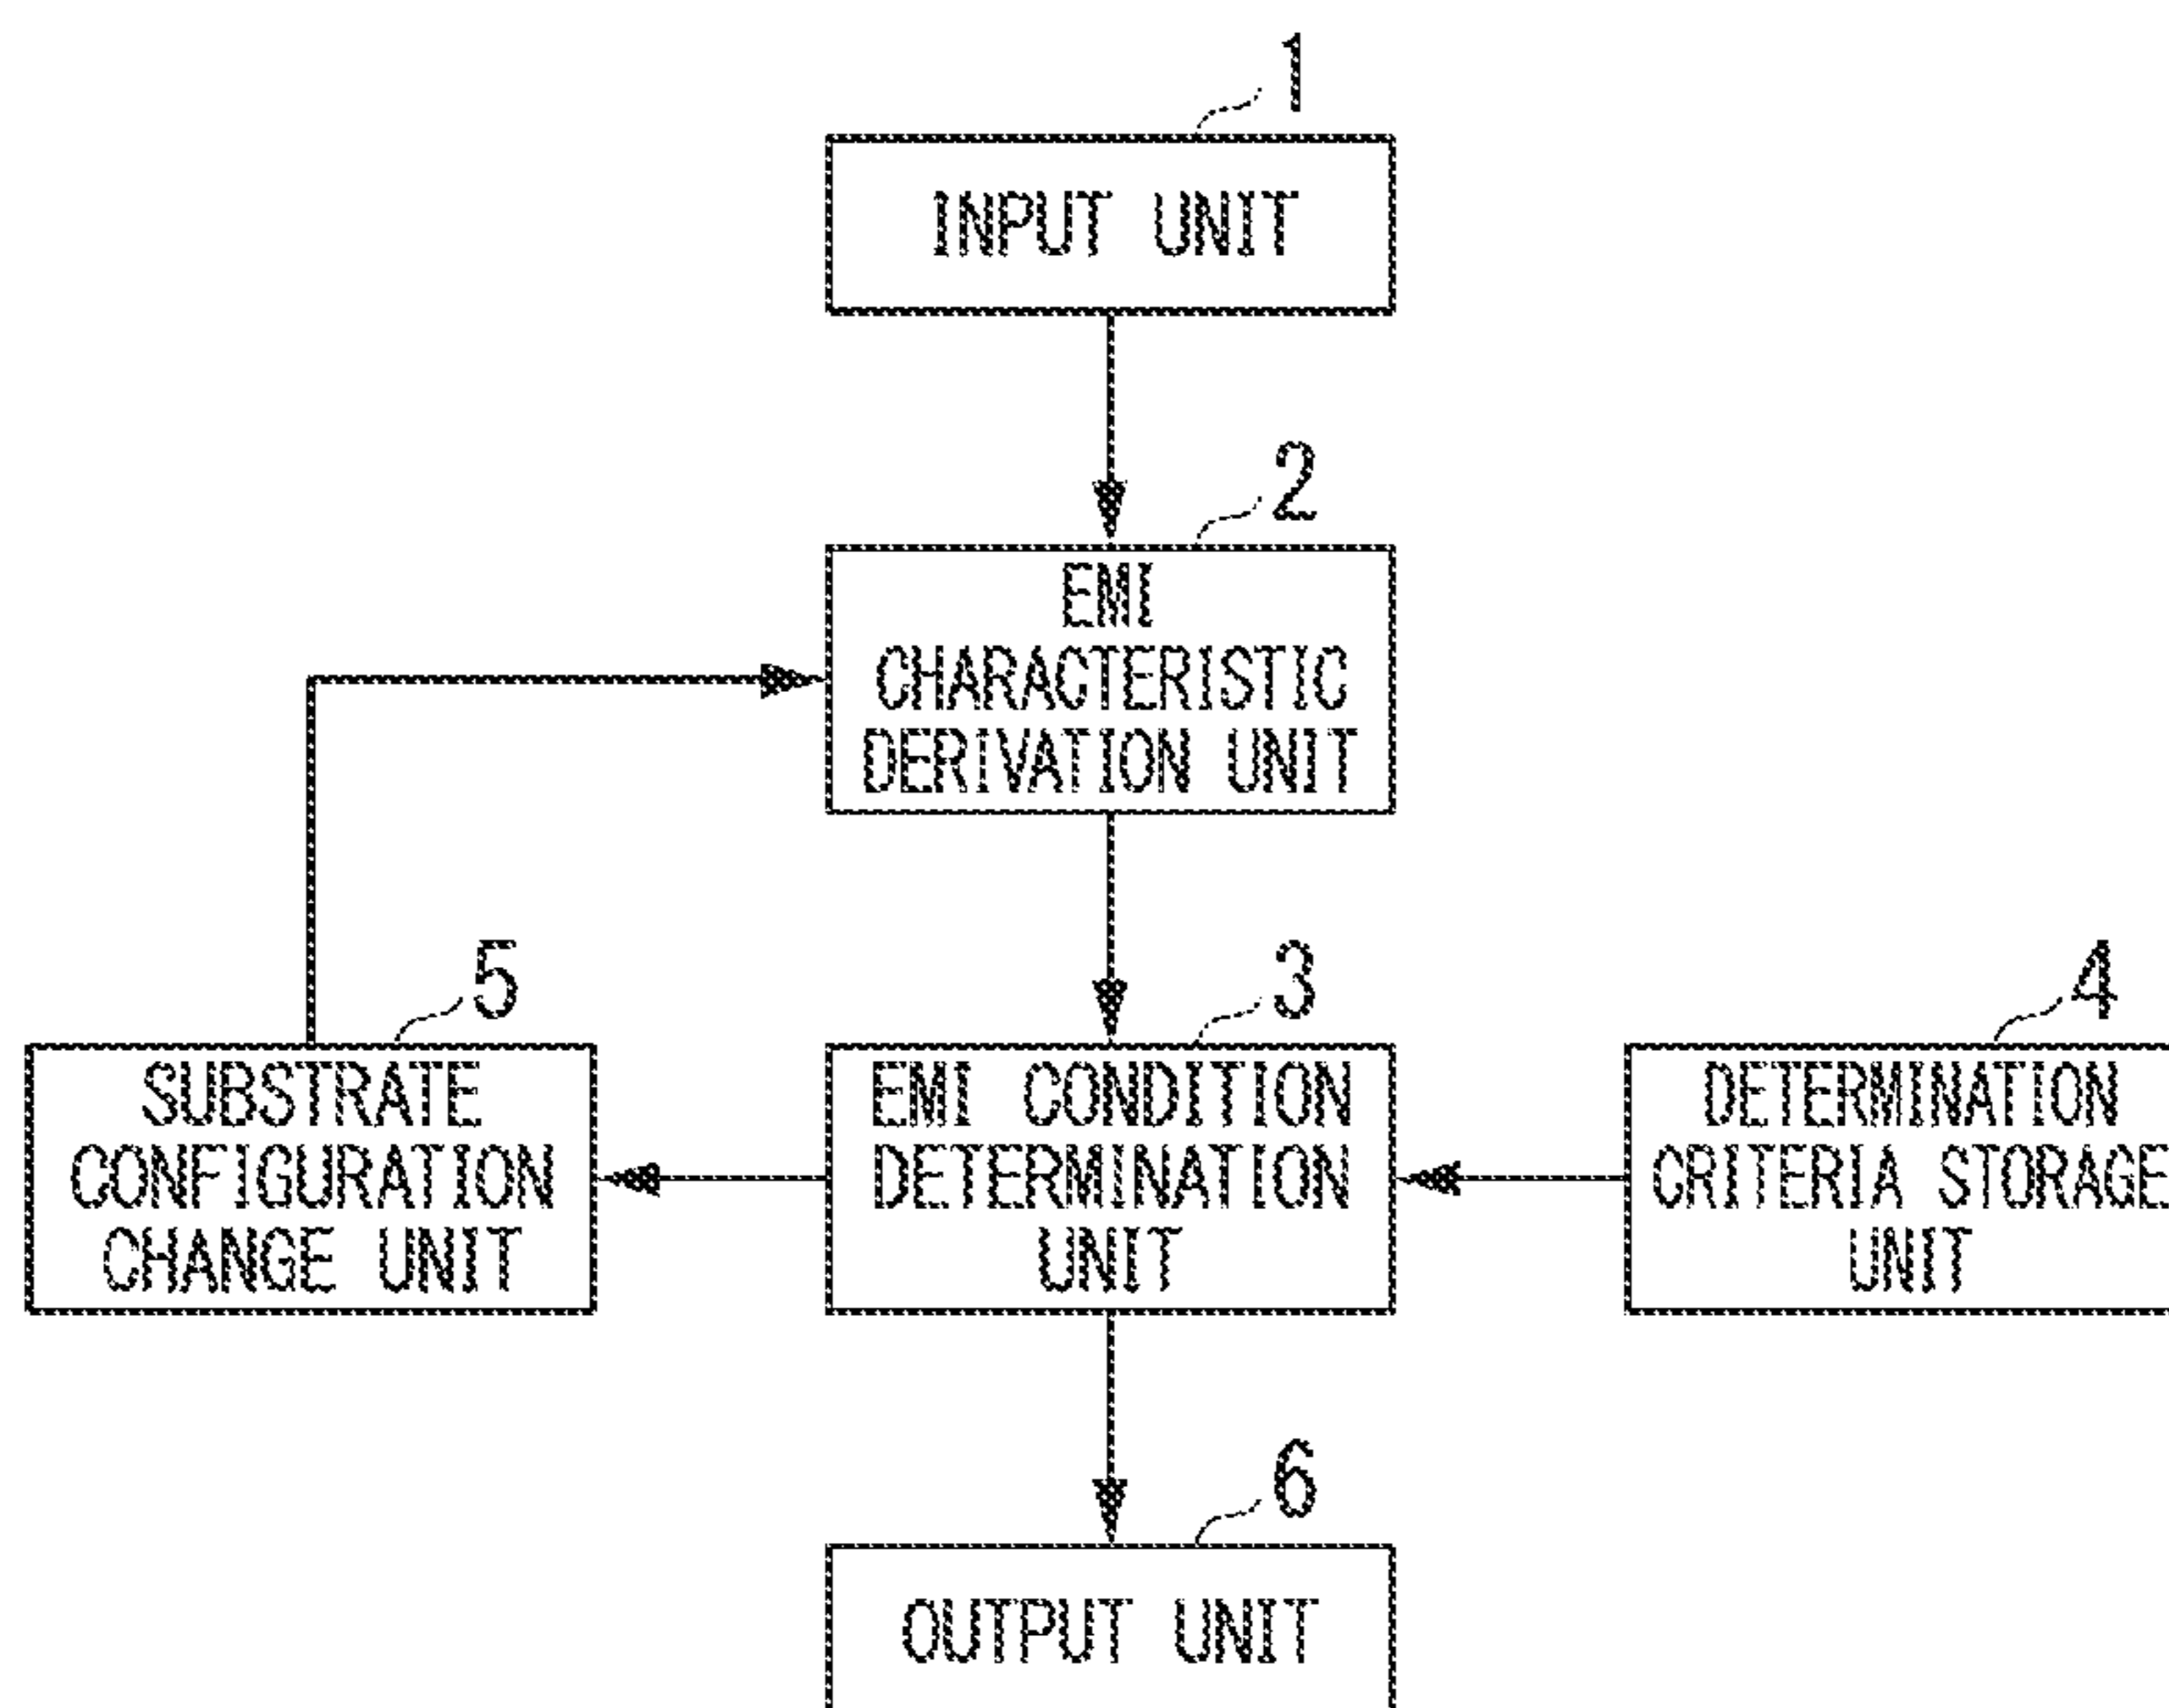 1
INPUT UNIT
2
EMI
CHARACTERISTIC
DERIVATION UNIT
5
SUBSTRATE
CONFIGURATION
CHANGE UNIT
3
EMI CONDITION
DETERMINATION
UNIT
4
DETERMINATION
CRITERIA STORAGE
UNIT
6
OUTPUT UNIT